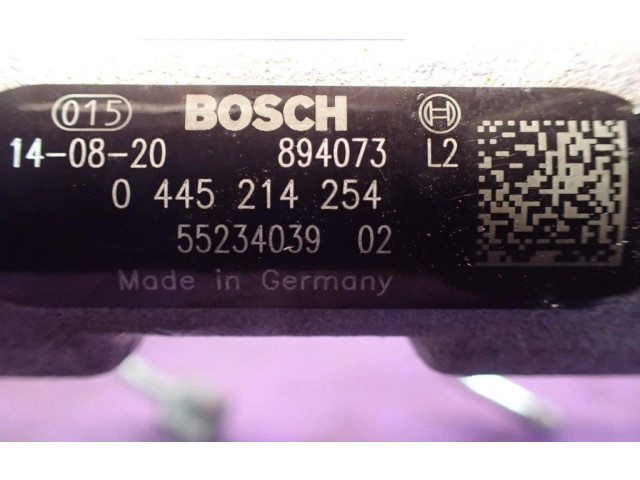 015 BOSCH
14-08-20 894073 L2
0 445 214 254
55234039 02
Made in Germany